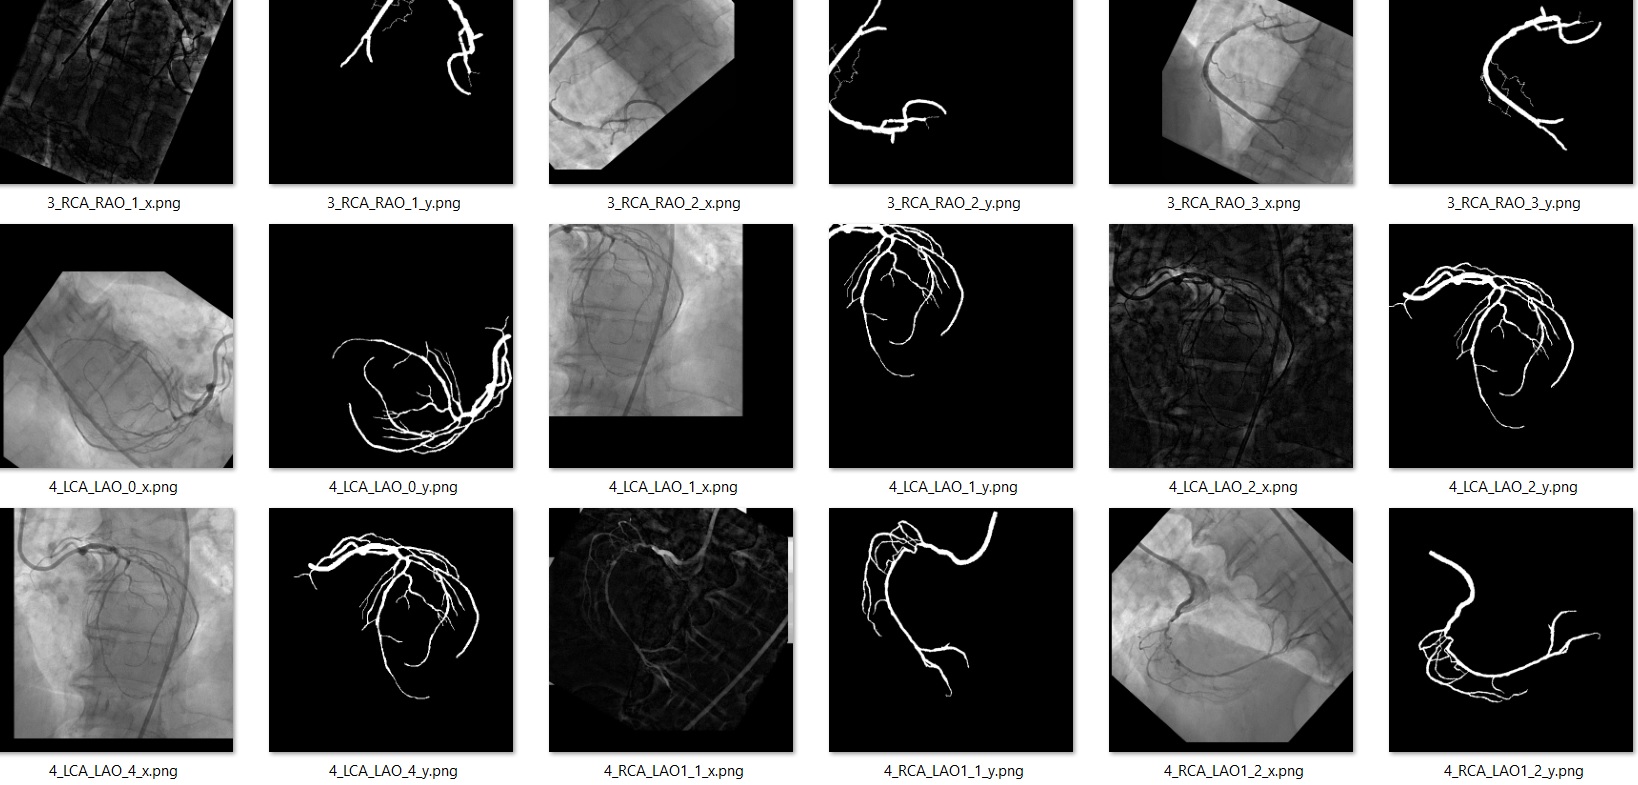 3_RCA_RAO_1_x.png
3_RCA_RAO_1_y.png
3_RCA_RAO_2_x.png
3_RCA_RAO_2_y.png
3_RCA_RAO_3_x.png
3_RCA_RAO_3_y.png
4_LCA_LAO_0_x.png
4_LCA_LAO_0_y.png
4_LCA_LAO_1_x.png
4_LCA_LAO_1_y.png
4_LCA_LAO_2_x.png
4_LCA_LAO_2_y.png
4_LCA_LAO_4_x.png
4_LCA_LAO_4_y.png
4_RCA_LAO1_1_x.png
4_RCA_LAO1_1_y.png
4_RCA_LAO1_2_x.png
4_RCA_LAO1_2_y.png